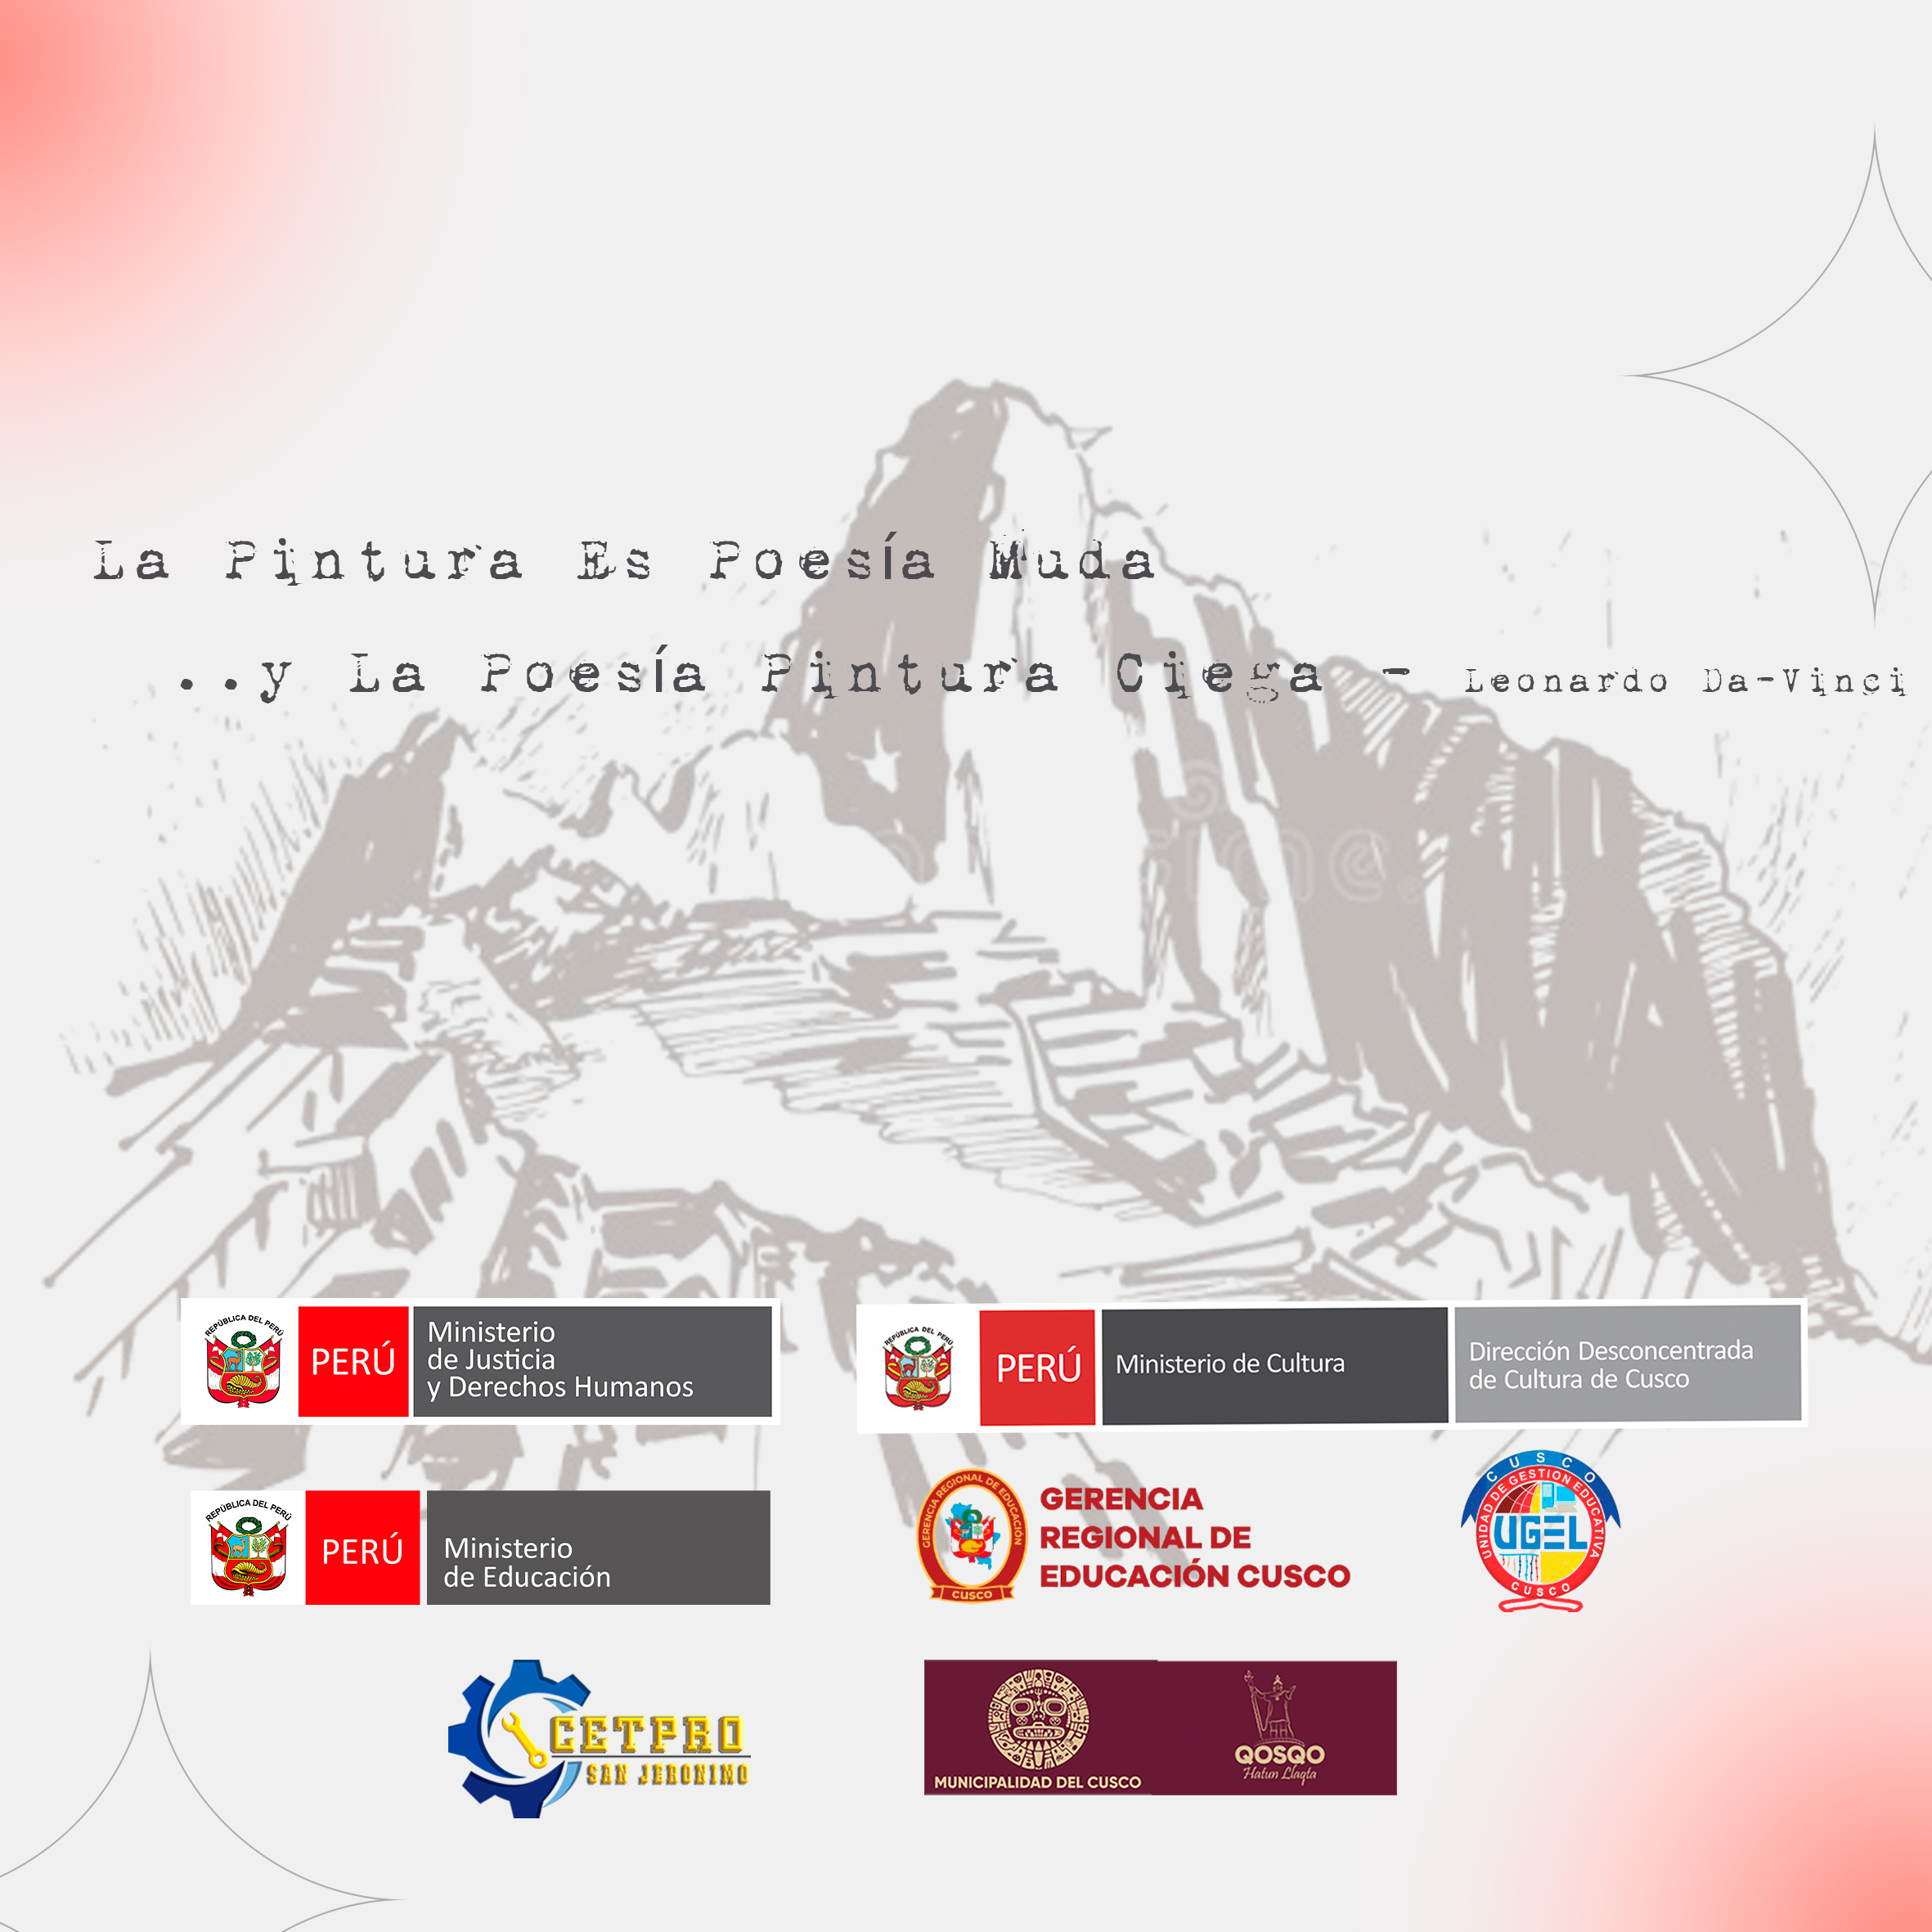 La Pintura Es Poesía Muda
..y La Poesía Pintura Ciega - Leonardo Da-Vinci
REPÚBLICA DEL PERÚ
PERÚ
Ministerio
de Justicia
y Derechos Humanos
REPÚBLICA DEL PERÚ
PERÚ
Ministerio de Cultura
Dirección Desconcentrada
de Cultura de Cusco
REPÚBLICA DEL PERÚ
PERÚ
Ministerio
de Educación
GERENCIA REGIONAL DE EDUCACIÓN
CUSCO
GERENCIA
REGIONAL DE
EDUCACIÓN CUSCO
CUSCO
UNIDAD DE GESTION EDUCATIVA
UGEL
CUSCO
CETPRO
SAN JERONIMO
MUNICIPALIDAD DEL CUSCO
QOSQO
Hatun Llaqta